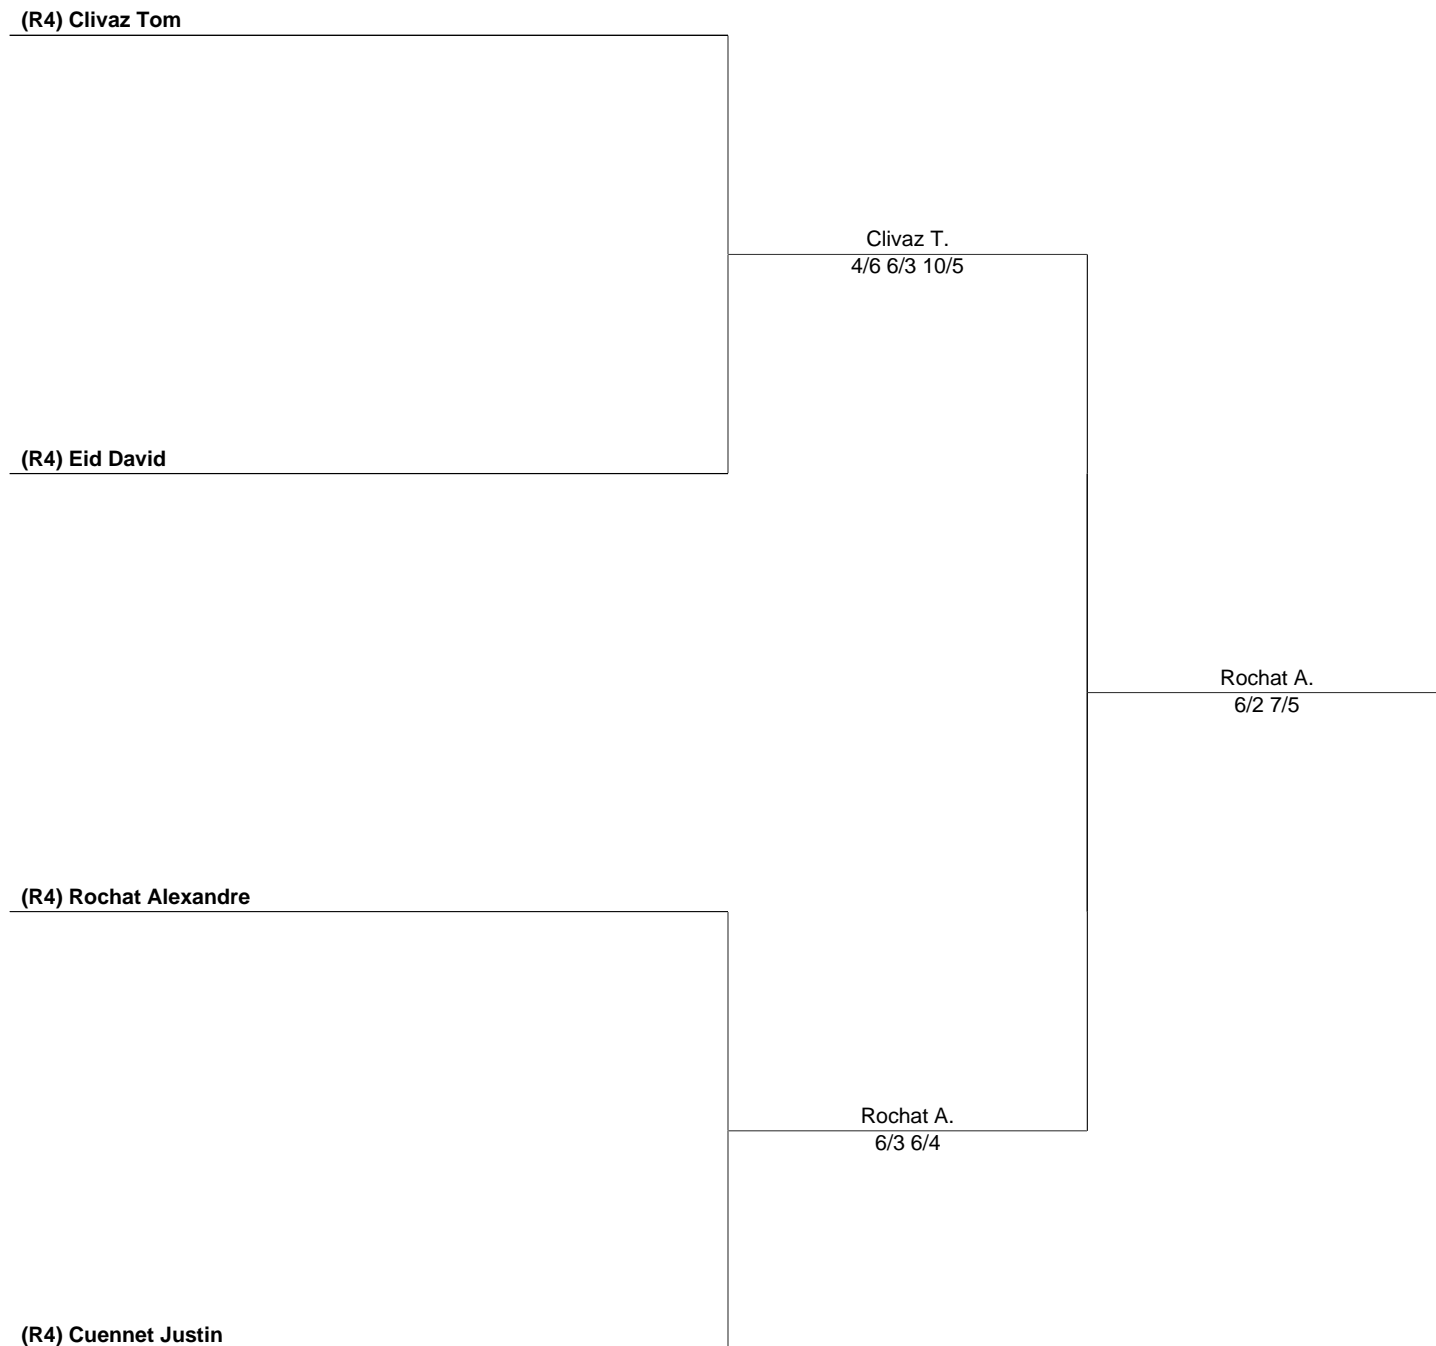 (R4) Clivaz Tom
Clivaz T.
4/6 6/3 10/5
(R4) Eid David
Rochat A.
6/2 7/5
(R4) Rochat Alexandre
Rochat A.
6/3 6/4
(R4) Cuennet Justin